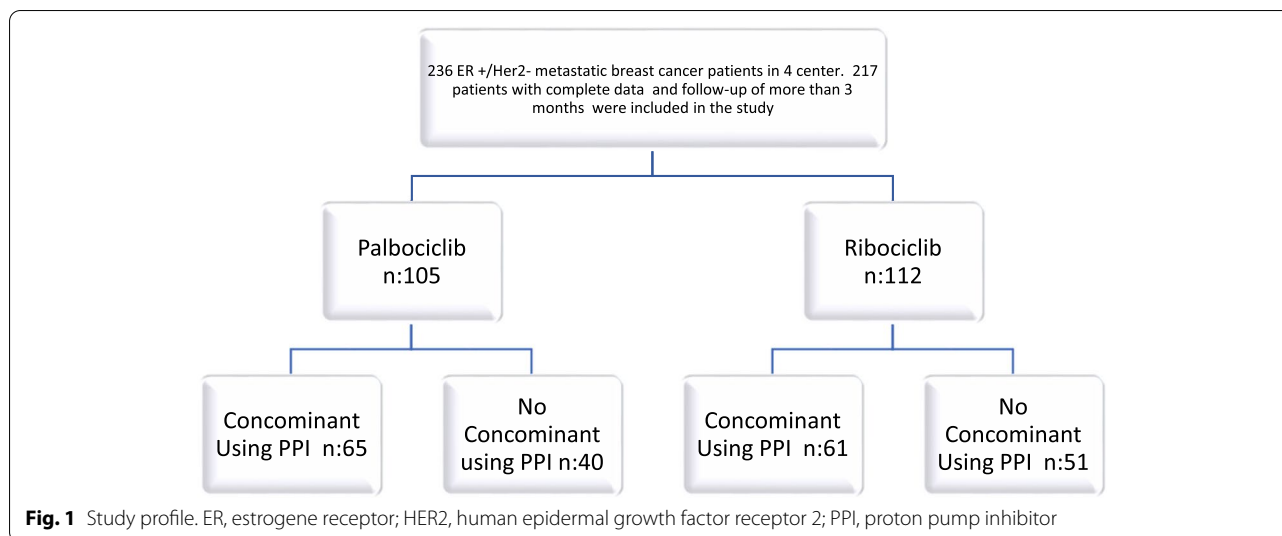 236 ER +/Her2- metastatic breast cancer patients in 4 center. 217
patients with complete data and follow-up of more than 3
months were included in the study
Palbociclib
n:105
Ribociclib
n:112
Concominant
Using PPI n:65
No
Concominant
using PPI n:40
Concominant
Using PPI n:61
No
Concominant
Using PPI n:51
Fig. 1 Study profile. ER, estrogene receptor; HER2, human epidermal growth factor receptor 2; PPI, proton pump inhibitor